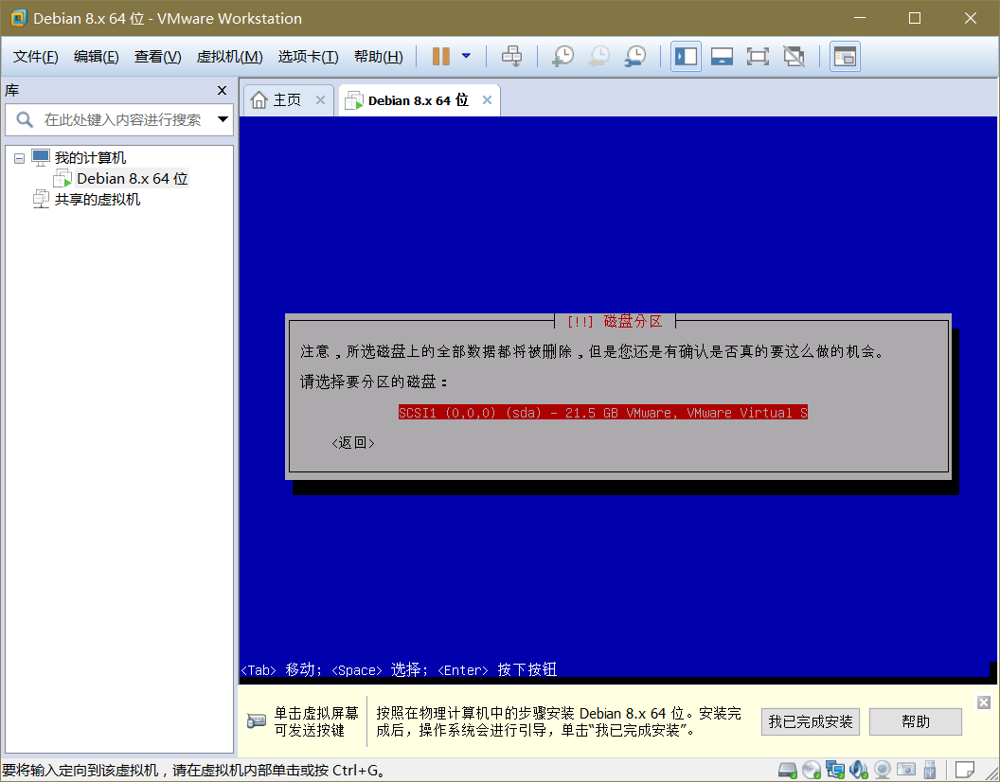 Debian 8.x 64 位 - VMware Workstation
文件(F) 编辑(E) 查看(V) 虚拟机(M) 选项卡(T) 帮助(H)
库
主页 Debian 8.x 64 位
在此处键入内容进行搜索
我的计算机
Debian 8.x 64 位
共享的虚拟机
[!!] 磁盘分区
注意，所选磁盘上的全部数据都将被删除，但是您还是有确认是否真的要这么做的机会。
请选择要分区的磁盘：
SCSI1 (0,0,0) (sda) - 21.5 GB VMware, VMware Virtual S
<返回>
<Tab> 移动; <Space> 选择; <Enter> 按下按钮
单击虚拟屏幕
可发送按键
按照在物理计算机中的步骤安装 Debian 8.x 64 位。安装完
成后，操作系统会进行引导，单击“我已完成安装”。
我已完成安装 帮助
要将输入定向到该虚拟机，请在虚拟机内部单击或按 Ctrl+G。